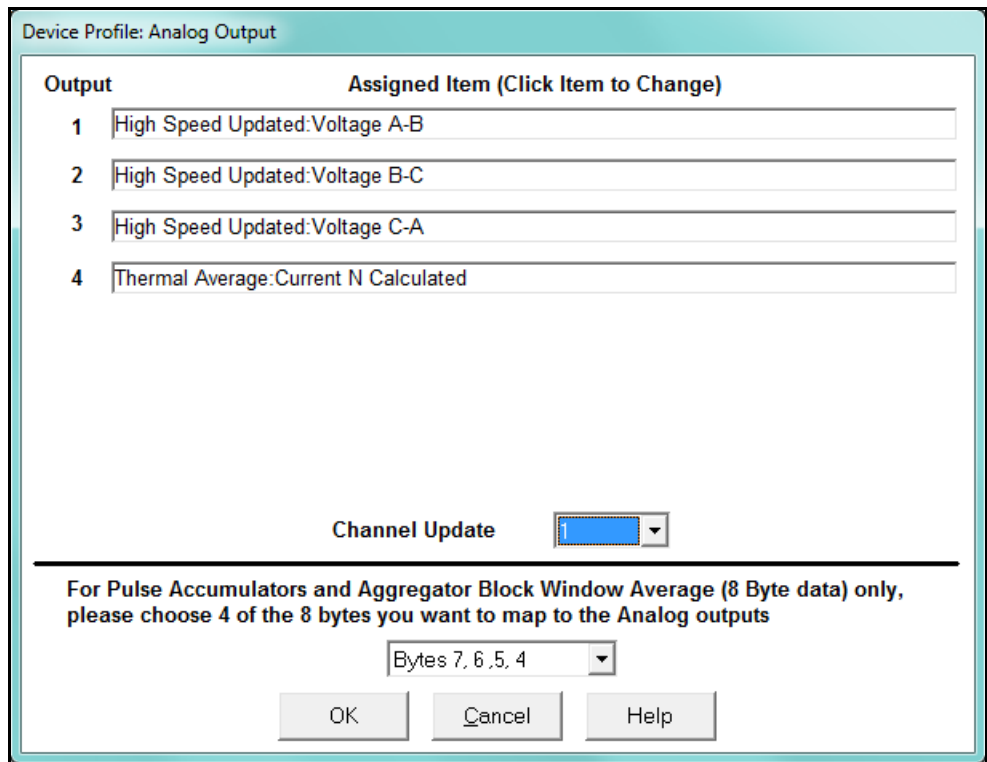 Device Profile: Analog Output
Output Assigned Item (Click Item to Change)
1 High Speed Updated:Voltage A-B
2 High Speed Updated:Voltage B-C
3 High Speed Updated:Voltage C-A
4 Thermal Average:Current N Calculated
Channel Update 1
For Pulse Accumulators and Aggregator Block Window Average (8 Byte data) only,
please choose 4 of the 8 bytes you want to map to the Analog outputs
Bytes 7, 6 ,5, 4
OK Cancel Help